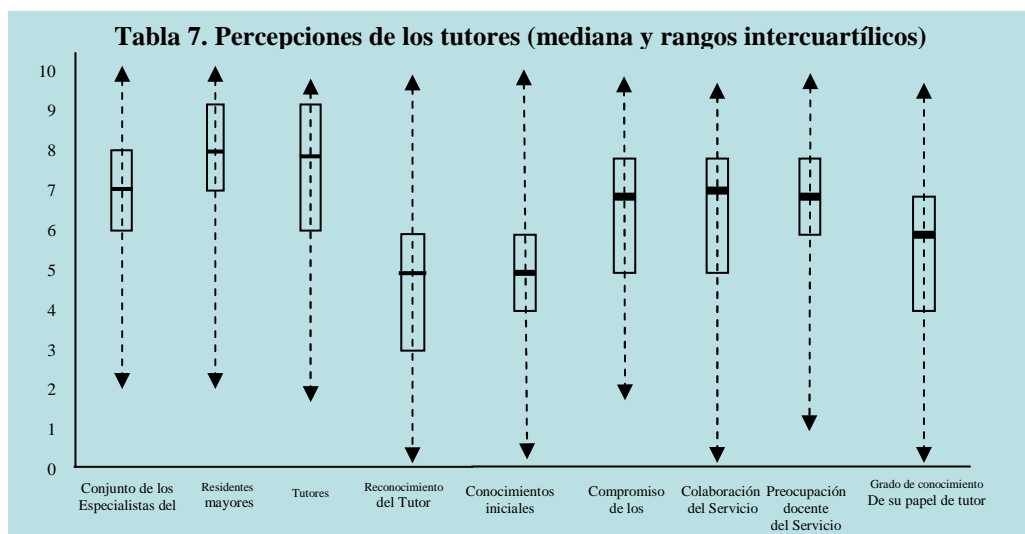 Tabla 7. Percepciones de los tutores (mediana y rangos intercuartílicos)
10
9
8
7
6
5
4
3
2
1
0
Conjunto de los
Especialistas del
Residentes
mayores
Tutores
Reconocimiento
del Tutor
Conocimientos
iniciales
Compromiso
de los
Colaboración
del Servicio
Preocupación
docente
del Servicio
Grado de conocimiento
De su papel de tutor